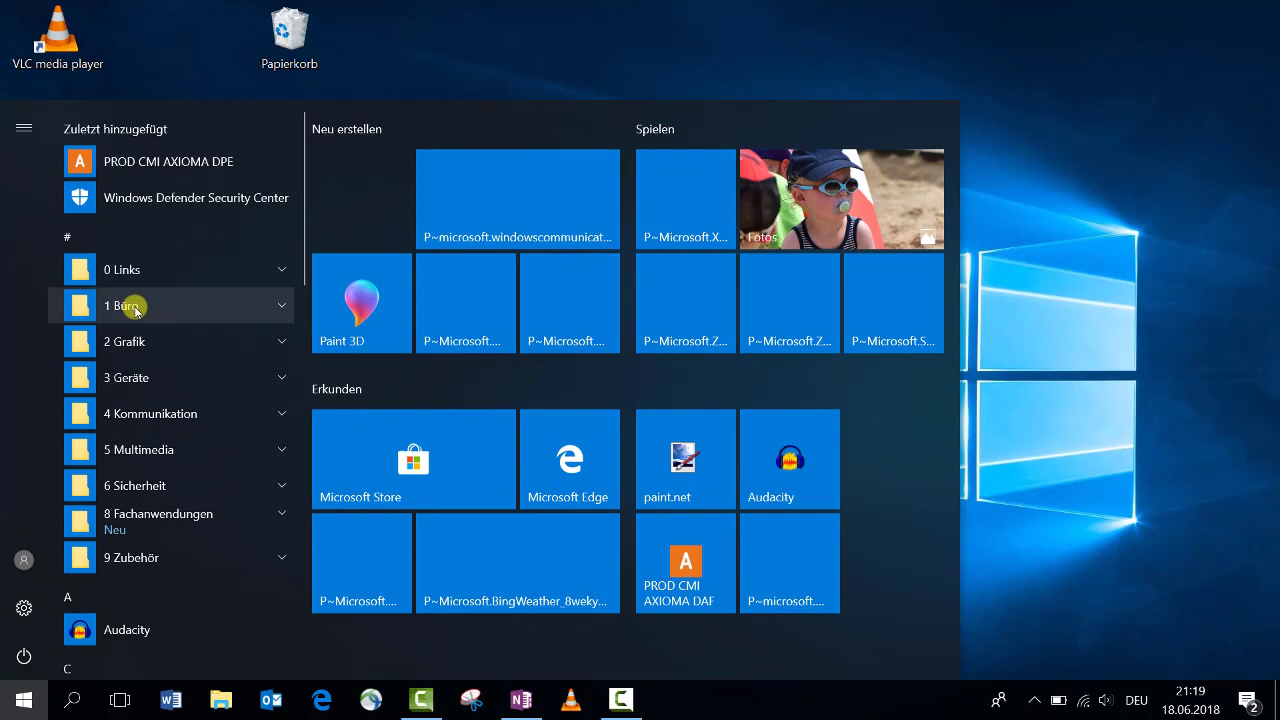 VLC media player
Papierkorb
Zuletzt hinzugefügt
PROD CMI AXIOMA DPE
Windows Defender Security Center
#
0 Links
1 Büro
2 Grafik
3 Geräte
4 Kommunikation
5 Multimedia
6 Sicherheit
8 Fachanwendungen
Neu
9 Zubehör
A
Audacity
C
Neu erstellen
P~microsoft.windowscommunicat...
Paint 3D
P~Microsoft....
P~Microsoft....
Spielen
P~Microsoft.X...
Fotos
P~Microsoft.Z...
P~Microsoft.Z...
P~Microsoft.S...
Erkunden
Microsoft Store
Microsoft Edge
P~Microsoft....
P~Microsoft.BingWeather_8weky...
paint.net
Audacity
A
PROD CMI
AXIOMA DAF
P~microsoft....
DEU
21:19
18.06.2018
2